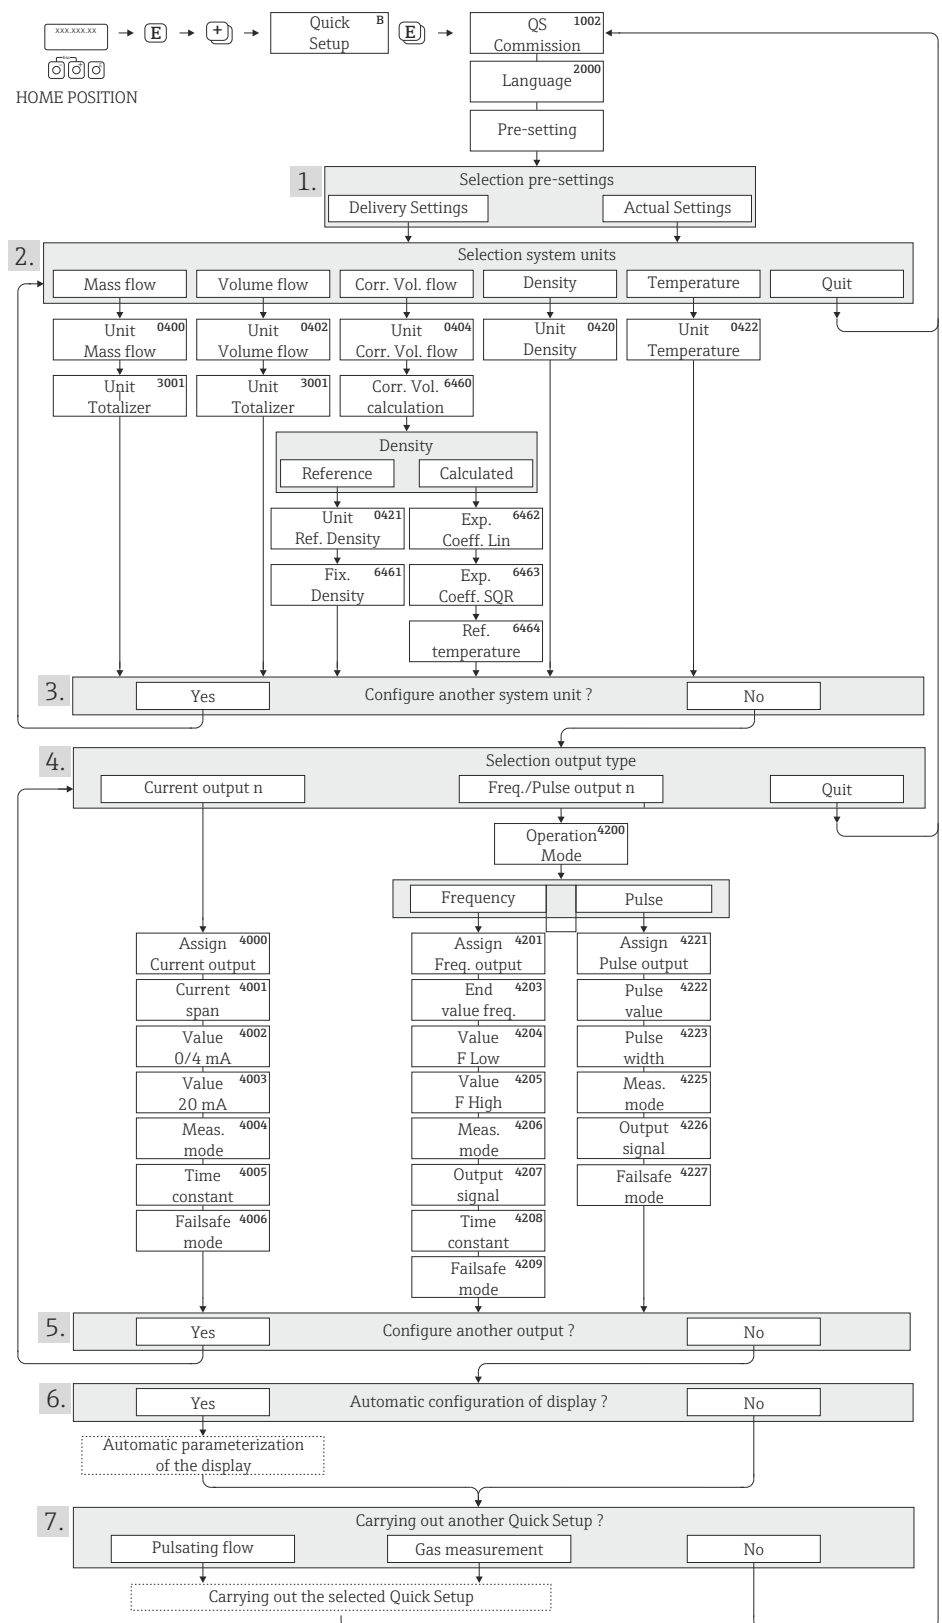 xxx.xxx.xx
E
+
Quick B
Setup
E
QS 1002
Commission
HOME POSITION
Language 2000
Pre-setting
1. Selection pre-settings
Delivery Settings Actual Settings
2. Selection system units
Mass flow Volume flow Corr. Vol. flow Density Temperature Quit
Unit 0400
Mass flow
Unit 0402
Volume flow
Unit 0404
Corr. Vol. flow
Unit 0420
Density
Unit 0422
Temperature
Unit 3001
Totalizer
Unit 3001
Totalizer
Corr. Vol. 6460
calculation
Density
Reference Calculated
Unit 0421
Ref. Density
Exp. 6462
Coeff. Lin
Fix. 6461
Density
Exp. 6463
Coeff. SQR
Ref. 6464
temperature
3. Yes Configure another system unit ? No
4. Selection output type
Current output n Freq./Pulse output n Quit
Operation 4200
Mode
Frequency Pulse
Assign 4000
Current output
Current 4001
span
Value 4002
0/4 mA
Value 4003
20 mA
Meas. 4004
mode
Time 4005
constant
Failsafe 4006
mode
Assign 4201
Freq. output
End 4203
value freq.
Value 4204
F Low
Value 4205
F High
Meas. 4206
mode
Output 4207
signal
Time 4208
constant
Failsafe 4209
mode
Assign 4221
Pulse output
Pulse 4222
value
Pulse 4223
width
Meas. 4225
mode
Output 4226
signal
Failsafe 4227
mode
5. Yes Configure another output ? No
6. Yes Automatic configuration of display ? No
Automatic parameterization
of the display
7. Carrying out another Quick Setup ?
Pulsating flow Gas measurement No
Carrying out the selected Quick Setup